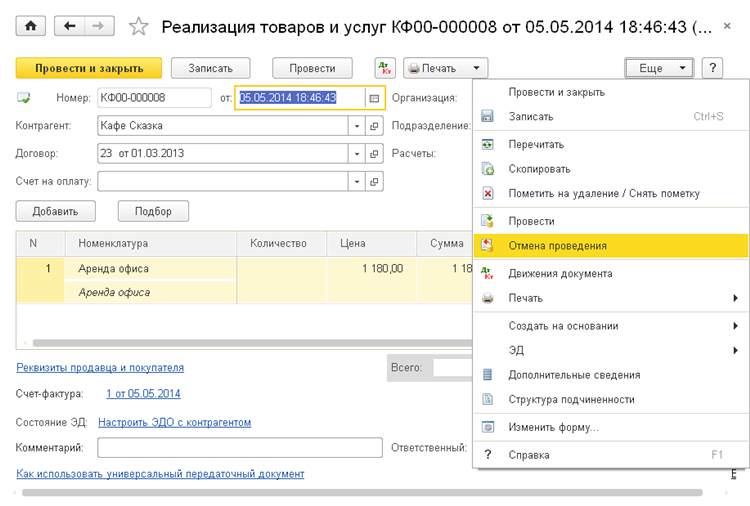 Реализация товаров и услуг КФ00-000008 от 05.05.2014 18:46:43 (...
Провести и закрыть Записать Провести Дт Кт Печать Еще ?
Номер: КФ00-000008 от: 05.05.2014 18:46:43 Организация:
Контрагент: Кафе Сказка Подразделение:
Договор: 23 от 01.03.2013 Расчеты:
Счет на оплату:
Добавить Подбор
N Номенклатура Количество Цена Сумма
1 Аренда офиса 1 180,00 1 18
Аренда офиса
Реквизиты продавца и покупателя Всего:
Счет-фактура: 1 от 05.05.2014
Состояние ЭД: Настроить ЭДО с контрагентом
Комментарий: Ответственный:
Как использовать универсальный передаточный документ
Провести и закрыть
Записать Ctrl+S
Перечитать
Скопировать
Пометить на удаление / Снять пометку
Провести
Отмена проведения
Дт Кт Движения документа
Печать
Создать на основании
ЭД
Дополнительные сведения
Структура подчиненности
Изменить форму...
? Справка F1